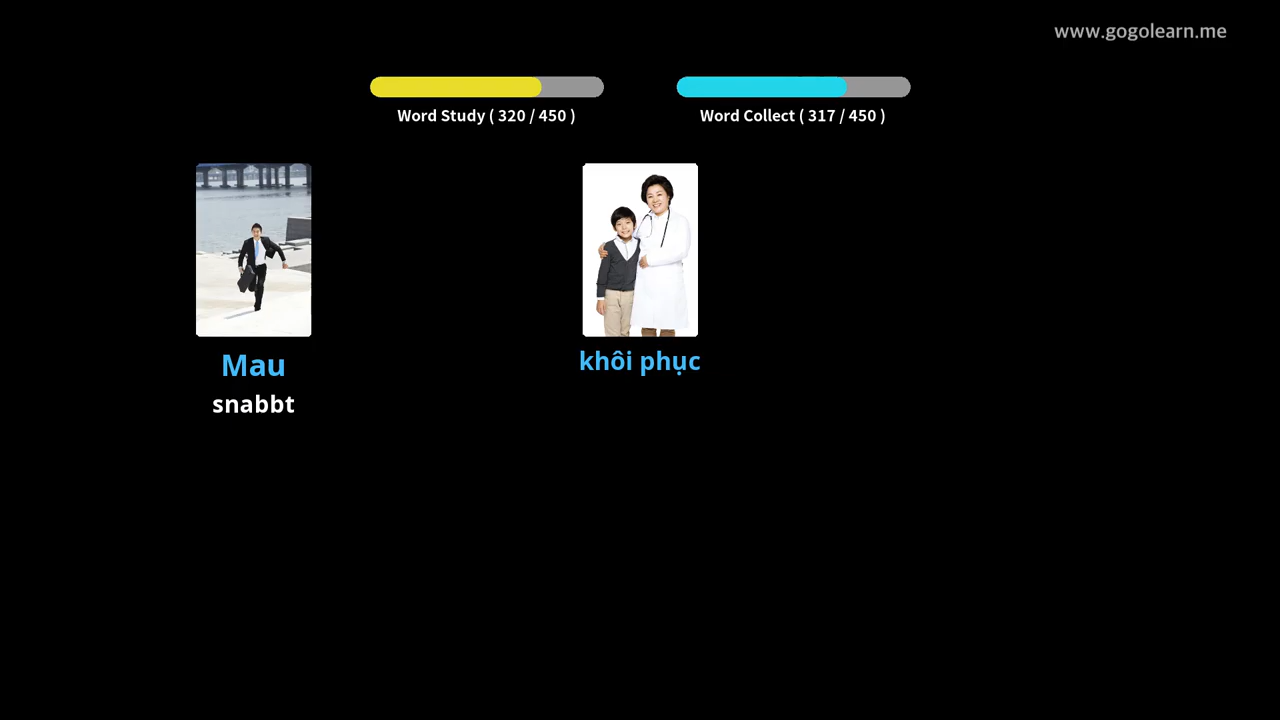 www.gogolearn.me
Word Study ( 320 / 450 )
Word Collect ( 317 / 450 )
Mau
snabbt
khôi phục